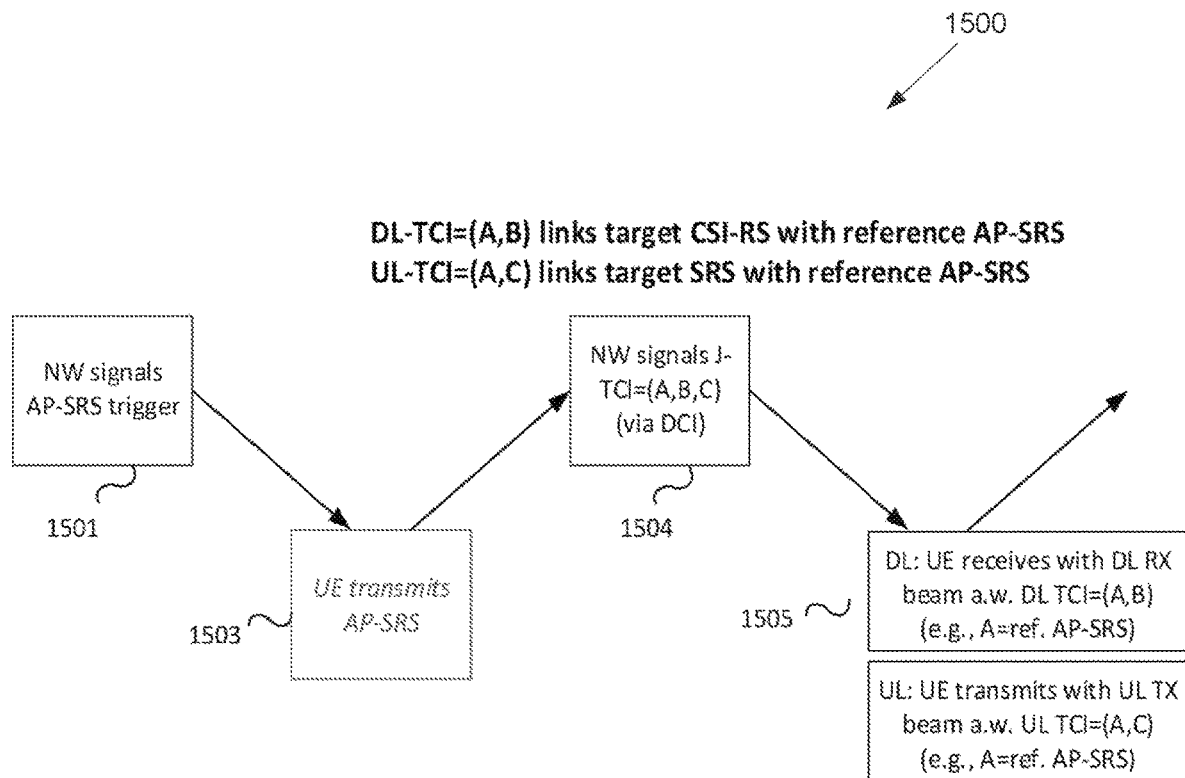 1500
DL-TCI=(A,B) links target CSI-RS with reference AP-SRS
UL-TCI=(A,C) links target SRS with reference AP-SRS
NW signals
AP-SRS trigger
1501
UE transmits
AP-SRS
1503
NW signals J-
TCI=(A,B,C)
(via DCI)
1504
1505
DL: UE receives with DL RX
beam a.w. DL TCI=(A,B)
(e.g., A=ref. AP-SRS)
UL: UE transmits with UL TX
beam a.w. UL TCI=(A,C)
(e.g., A=ref. AP-SRS)